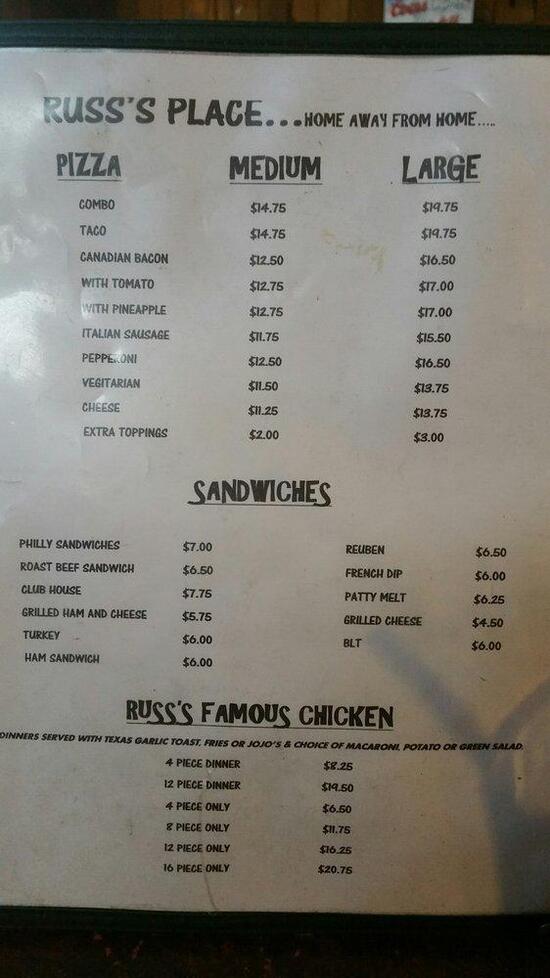 Coors
RUSS'S PLACE...HOME AWAY FROM HOME....
PIZZA MEDIUM LARGE
COMBO $14.75 $19.75
TACO $14.75 $19.75
CANADIAN BACON $12.50 $16.50
WITH TOMATO $12.75 $17.00
WITH PINEAPPLE $12.75 $17.00
ITALIAN SAUSAGE $11.75 $15.50
PEPPERONI $12.50 $16.50
VEGITARIAN $11.50 $13.75
CHEESE $11.25 $13.75
EXTRA TOPPINGS $2.00 $3.00
SANDWICHES
PHILLY SANDWICHES $7.00 REUBEN $6.50
ROAST BEEF SANDWICH $6.50 FRENCH DIP $6.00
CLUB HOUSE $7.75 PATTY MELT $6.25
GRILLED HAM AND CHEESE $5.75 GRILLED CHEESE $4.50
TURKEY $6.00 BLT $6.00
HAM SANDWICH $6.00
RUSS'S FAMOUS CHICKEN
DINNERS SERVED WITH TEXAS GARLIC TOAST, FRIES OR JOJO'S & CHOICE OF MACARONI, POTATO OR GREEN SALAD.
4 PIECE DINNER $8.25
12 PIECE DINNER $19.50
4 PIECE ONLY $6.50
8 PIECE ONLY $11.75
12 PIECE ONLY $16.25
16 PIECE ONLY $20.75